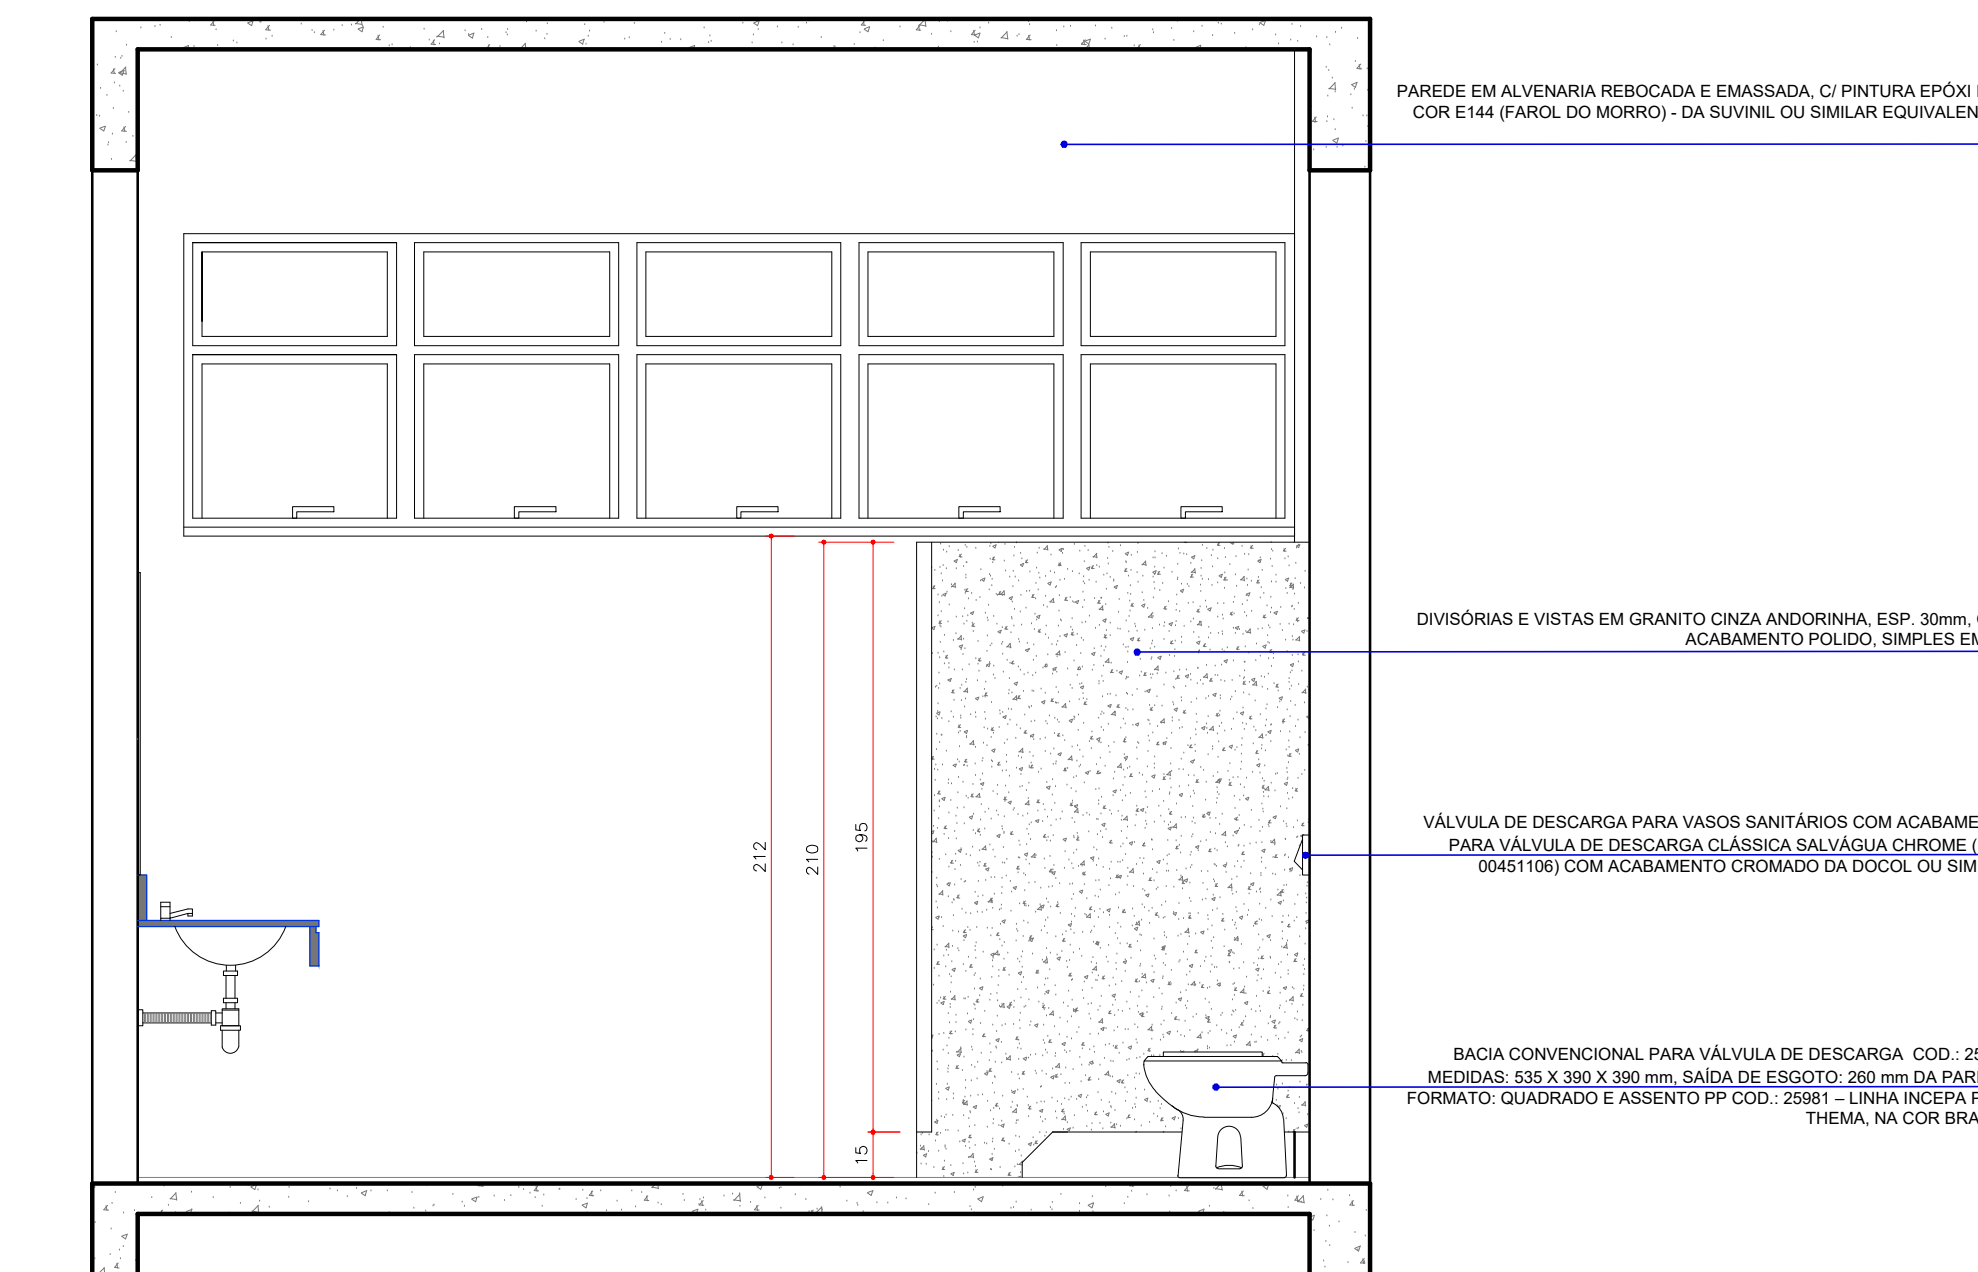 PAREDE EM ALVENARIA REBOCADA E EMASSADA, C/ PINTURA EPÓXI
COR E144 (FAROL DO MORRO) - DA SUVINIL OU SIMILAR EQUIVALEN
DIVISÓRIAS E VISTAS EM GRANITO CINZA ANDORINHA, ESP. 30mm,
ACABAMENTO POLIDO, SIMPLES EM
VÁLVULA DE DESCARGA PARA VASOS SANITÁRIOS COM ACABAME
PARA VÁLVULA DE DESCARGA CLÁSSICA SALVÁGUA CHROME (
00451106) COM ACABAMENTO CROMADO DA DOCOL OU SIM
212
210
195
BACIA CONVENCIONAL PARA VÁLVULA DE DESCARGA COD.: 25
MEDIDAS: 535 X 390 X 390 mm, SAÍDA DE ESGOTO: 260 mm DA PAR
FORMATO: QUADRADO E ASSENTO PP COD.: 25981 – LINHA INCEPA
THEMA, NA COR BRA
15